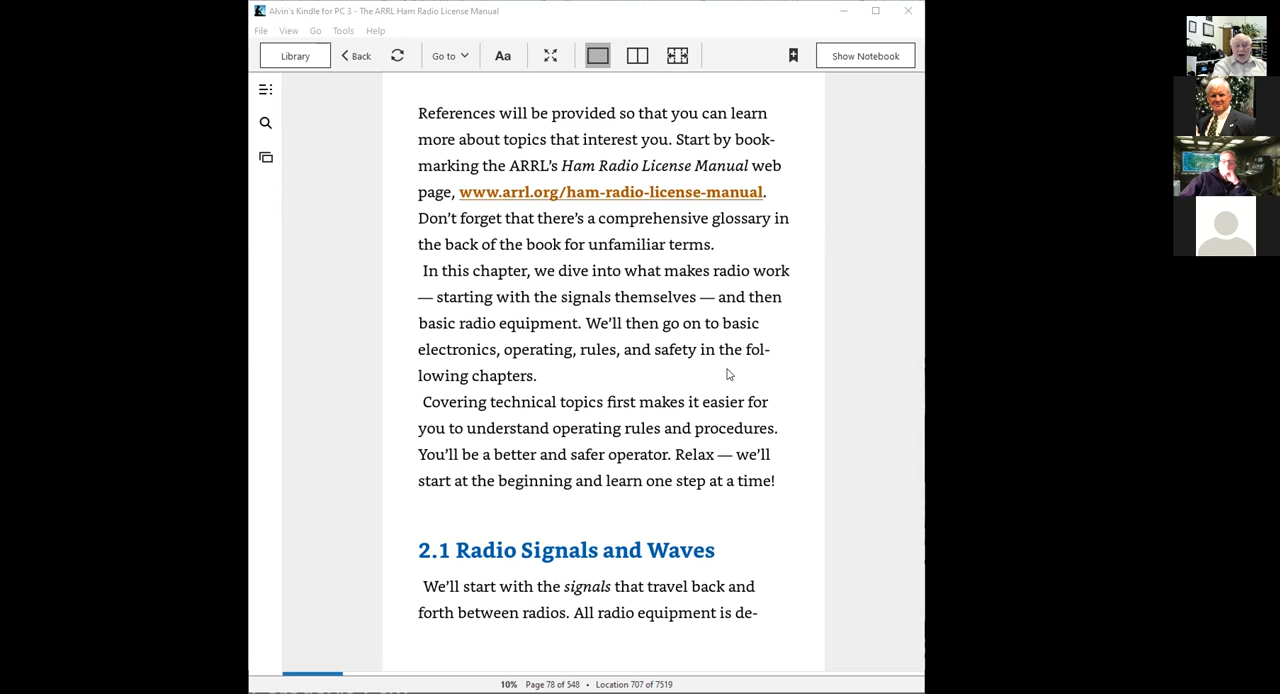 Alvin's Kindle for PC 3 - The ARRL Ham Radio License Manual
File View Go Tools Help
Library Back Go to Aa Show Notebook
References will be provided so that you can learn
more about topics that interest you. Start by book-
marking the ARRL's Ham Radio License Manual web
page, www.arrl.org/ham-radio-license-manual.
Don't forget that there's a comprehensive glossary in
the back of the book for unfamiliar terms.
In this chapter, we dive into what makes radio work
— starting with the signals themselves — and then
basic radio equipment. We'll then go on to basic
electronics, operating, rules, and safety in the fol-
lowing chapters.
Covering technical topics first makes it easier for
you to understand operating rules and procedures.
You'll be a better and safer operator. Relax — we'll
start at the beginning and learn one step at a time!
2.1 Radio Signals and Waves
We'll start with the signals that travel back and
forth between radios. All radio equipment is de-
10% Page 78 of 548 • Location 707 of 7519